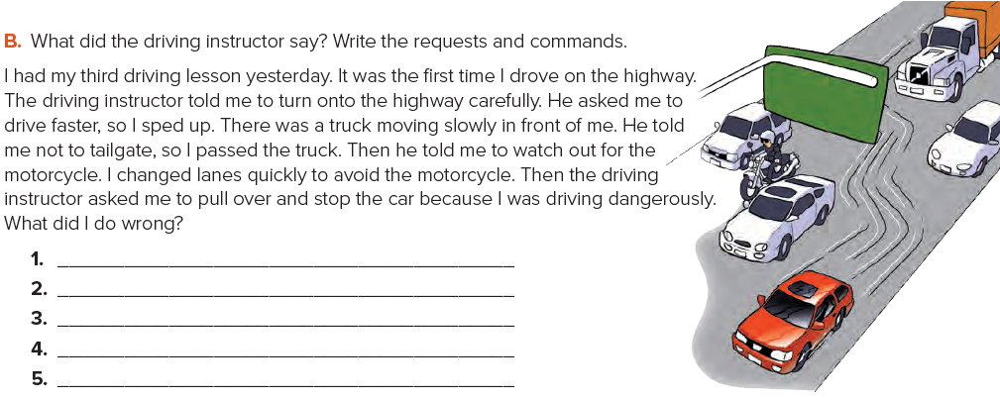 B. What did the driving instructor say? Write the requests and commands.
I had my third driving lesson yesterday. It was the first time I drove on the highway.
The driving instructor told me to turn onto the highway carefully. He asked me to
drive faster, so I sped up. There was a truck moving slowly in front of me. He told
me not to tailgate, so I passed the truck. Then he told me to watch out for the
motorcycle. I changed lanes quickly to avoid the motorcycle. Then the driving
instructor asked me to pull over and stop the car because I was driving dangerously.
What did I do wrong?
1.
2.
3.
4.
5.